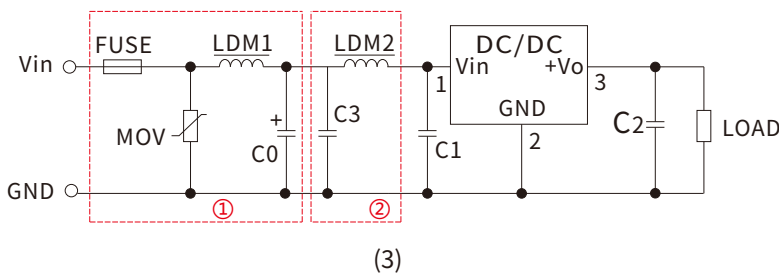 FUSE
LDM1
LDM2
DC/DC
Vin
Vin
+Vo
1
3
GND
2
MOV
+
C0
C3
C1
C2
LOAD
GND
①
②
(3)